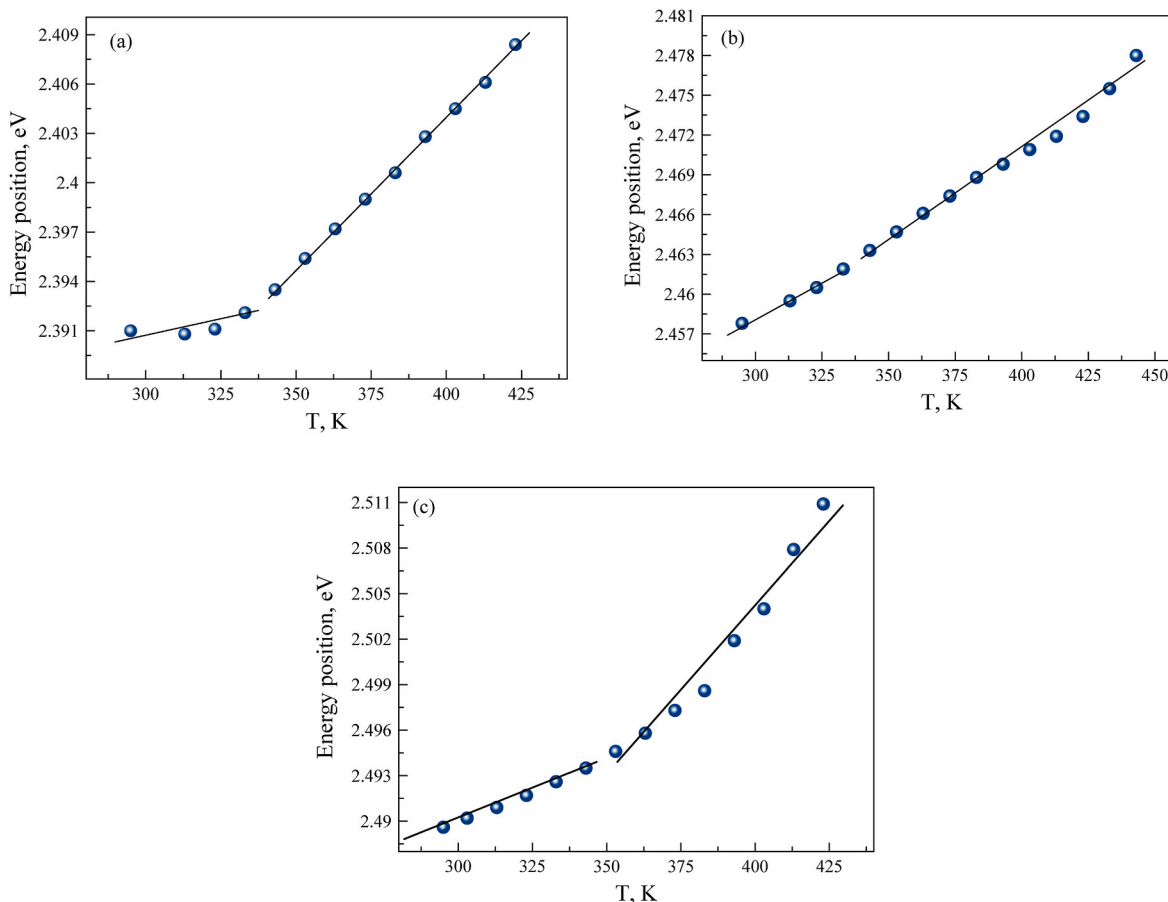 (a)
Energy position, eV
2.409
2.406
2.403
2.4
2.397
2.394
2.391
300 325 350 375 400 425
T, K
(b)
Energy position, eV
2.481
2.478
2.475
2.472
2.469
2.466
2.463
2.46
2.457
300 325 350 375 400 425 450
T, K
(c)
Energy position, eV
2.511
2.508
2.505
2.502
2.499
2.496
2.493
2.49
300 325 350 375 400 425
T, K